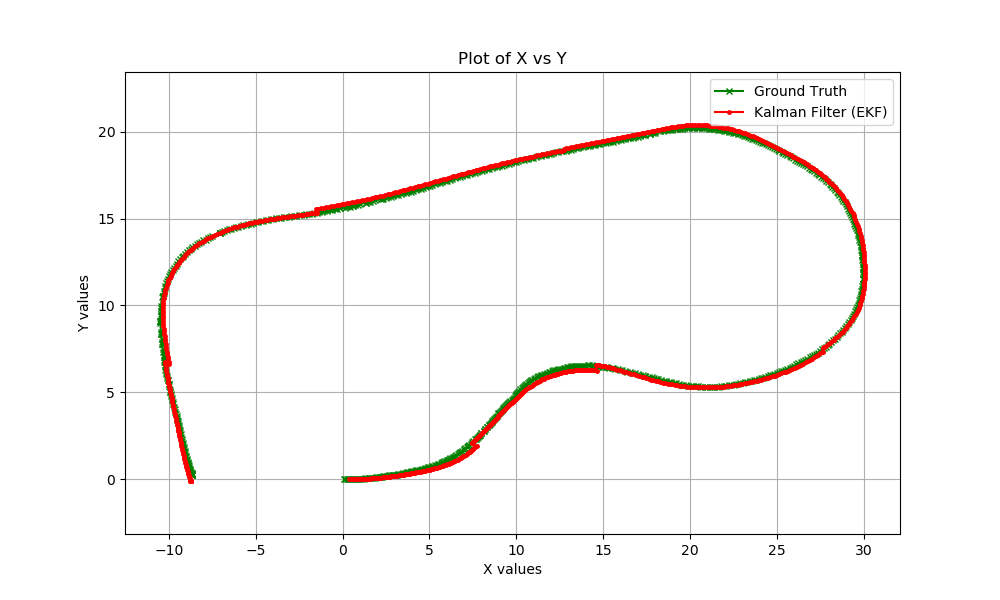 Plot of X vs Y
Ground Truth
Kalman Filter (EKF)
Y values
20
15
10
5
0
−10
−5
0
5
10
15
20
25
30
X values